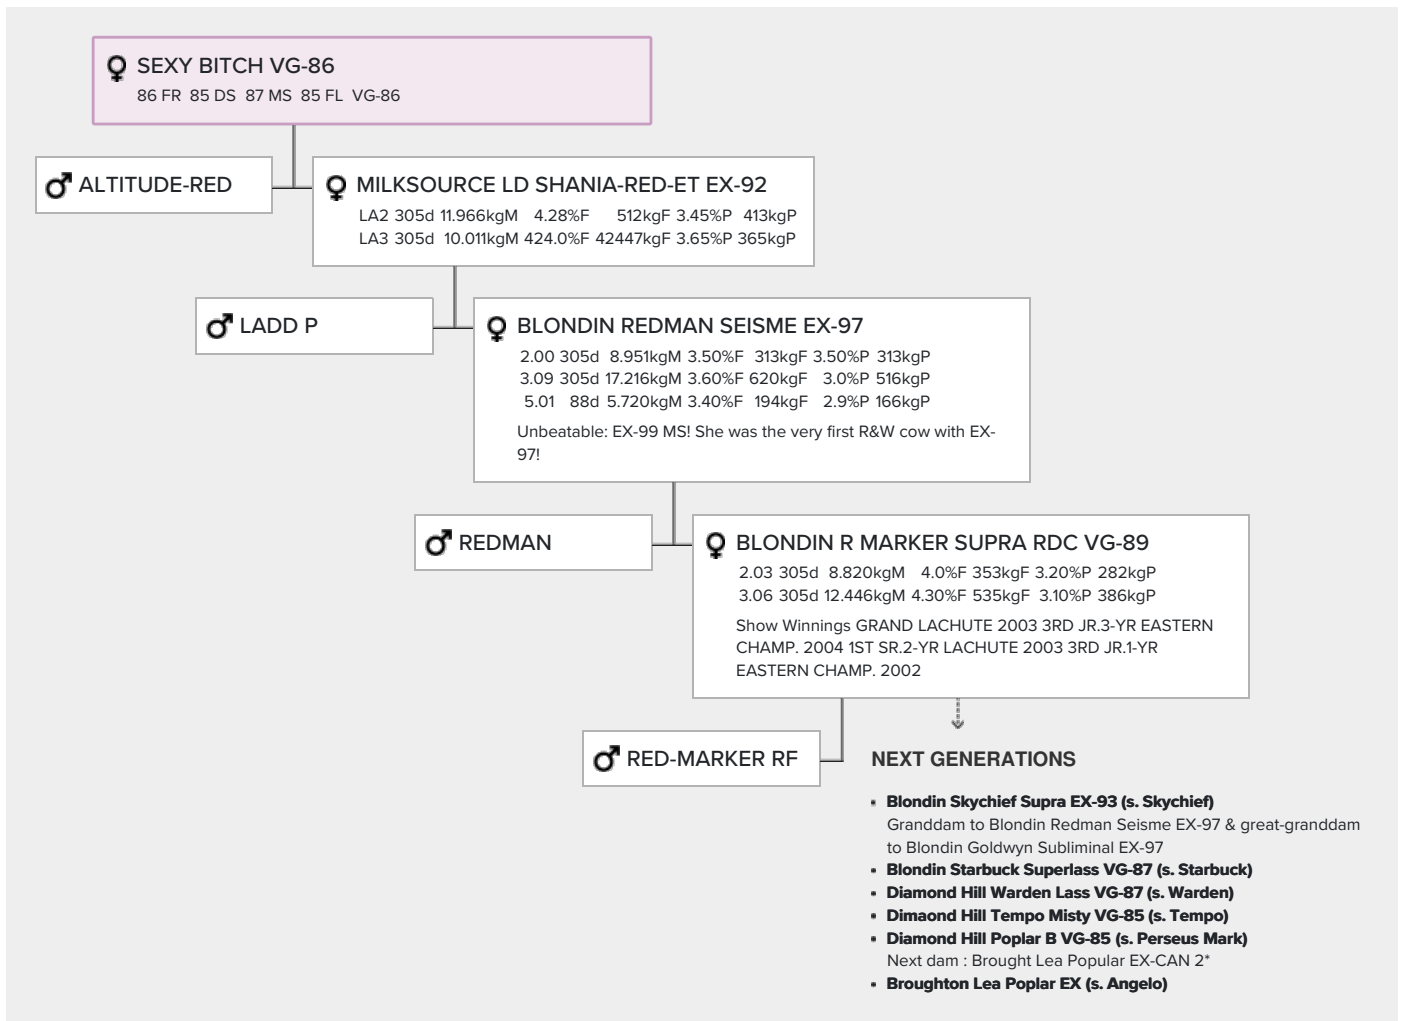 SEXY BITCH VG-86
86 FR 85 DS 87 MS 85 FL VG-86
ALTITUDE-RED
MILKSOURCE LD SHANIA-RED-ET EX-92
LA2 305d 11.966kgM 4.28%F 512kgF 3.45%P 413kgP
LA3 305d 10.011kgM 424.0%F 42447kgF 3.65%P 365kgP
LADD P
BLONDIN REDMAN SEISME EX-97
2.00 305d 8.951kgM 3.50%F 313kgF 3.50%P 313kgP
3.09 305d 17.216kgM 3.60%F 620kgF 3.0%P 516kgP
5.01 88d 5.720kgM 3.40%F 194kgF 2.9%P 166kgP
Unbeatable: EX-99 MS! She was the very first R&W cow with EX-
97!
REDMAN
BLONDIN R MARKER SUPRA RDC VG-89
2.03 305d 8.820kgM 4.0%F 353kgF 3.20%P 282kgP
3.06 305d 12.446kgM 4.30%F 535kgF 3.10%P 386kgP
Show Winnings GRAND LACHUTE 2003 3RD JR.3-YR EASTERN
CHAMP. 2004 1ST SR.2-YR LACHUTE 2003 3RD JR.1-YR
EASTERN CHAMP. 2002
RED-MARKER RF
NEXT GENERATIONS
Blondin Skychief Supra EX-93 (s. Skychief)
Granddam to Blondin Redman Seisme EX-97 & great-granddam
to Blondin Goldwyn Subliminal EX-97
Blondin Starbuck Superlass VG-87 (s. Starbuck)
Diamond Hill Warden Lass VG-87 (s. Warden)
Dimaond Hill Tempo Misty VG-85 (s. Tempo)
Diamond Hill Poplar B VG-85 (s. Perseus Mark)
Next dam : Brought Lea Popular EX-CAN 2*
Broughton Lea Poplar EX (s. Angelo)